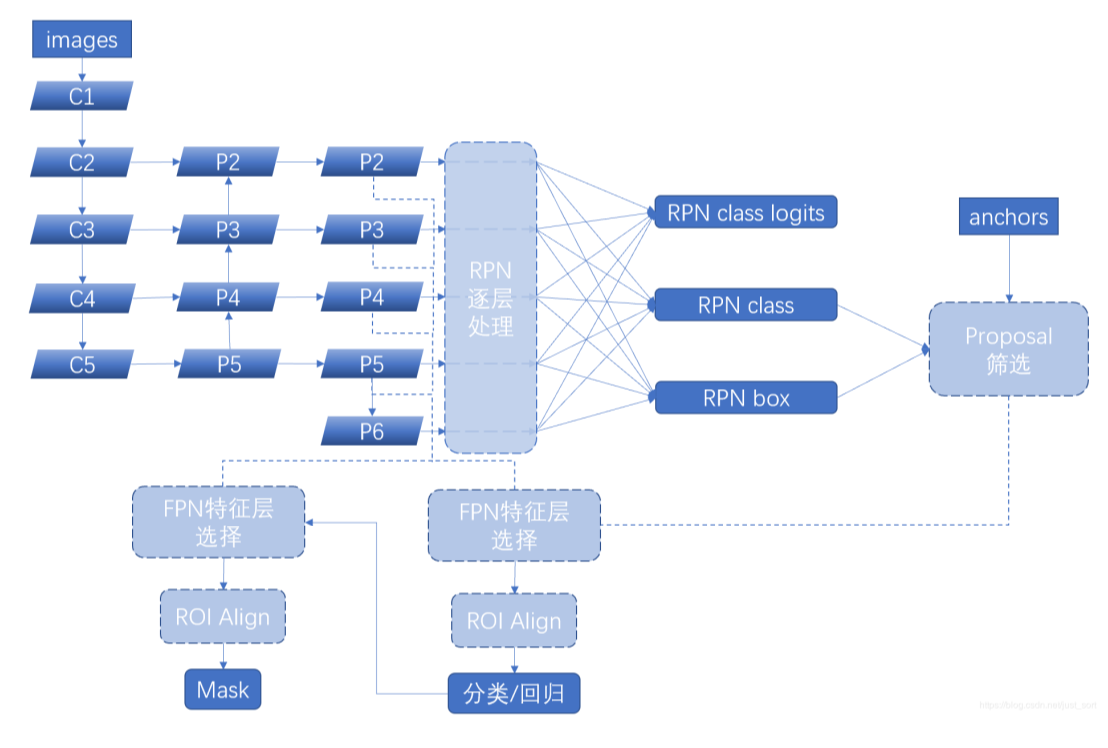 images
C1
C2
P2
P2
C3
P3
P3
C4
P4
P4
C5
P5
P5
P6
RPN
逐层
处理
RPN class logits
RPN class
RPN box
anchors
Proposal
筛选
FPN特征层
选择
ROI Align
Mask
FPN特征层
选择
ROI Align
分类/回归
https://blog.csdn.net/just_sort